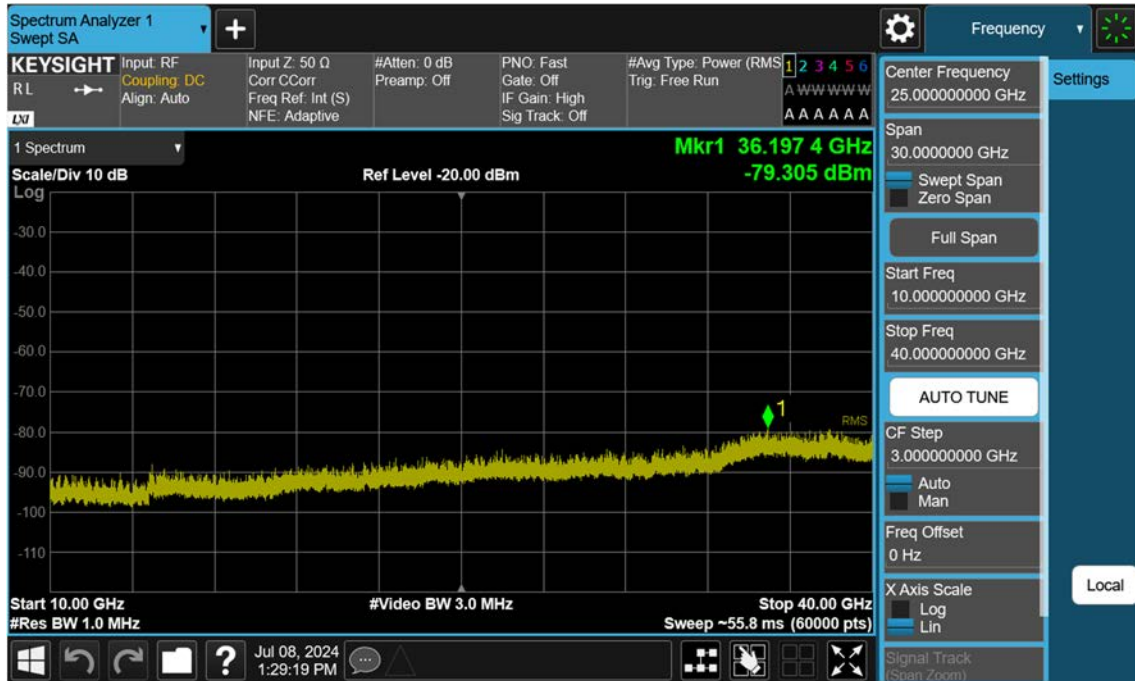 Spectrum Analyzer 1
Swept SA
Frequency
KEYSIGHT
RL
LXI
Input: RF
Coupling: DC
Align: Auto
Input Z: 50 Ω
Corr CCorr
Freq Ref: Int (S)
NFE: Adaptive
#Atten: 0 dB
Preamp: Off
PNO: Fast
Gate: Off
IF Gain: High
Sig Track: Off
#Avg Type: Power (RMS
Trig: Free Run
1 2 3 4 5 6
A W W W W W
A A A A A A
Center Frequency
25.000000000 GHz
Settings
1 Spectrum
Mkr1 36.197 4 GHz
-79.305 dBm
Scale/Div 10 dB
Ref Level -20.00 dBm
Log
-30.0
-40.0
-50.0
-60.0
-70.0
-80.0
-90.0
-100
-110
1
RMS
Start 10.00 GHz
#Video BW 3.0 MHz
Stop 40.00 GHz
#Res BW 1.0 MHz
Sweep ~55.8 ms (60000 pts)
Span
30.0000000 GHz
Swept Span
Zero Span
Full Span
Start Freq
10.000000000 GHz
Stop Freq
40.000000000 GHz
AUTO TUNE
CF Step
3.000000000 GHz
Auto
Man
Freq Offset
0 Hz
X Axis Scale
Log
Lin
Local
Signal Track
(Span Zoom)
?
Jul 08, 2024
1:29:19 PM